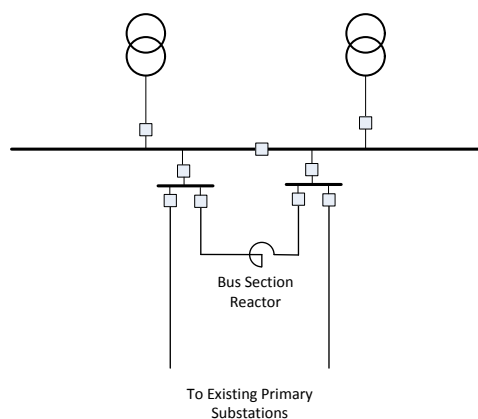 Bus Section
Reactor
To Existing Primary
Substations